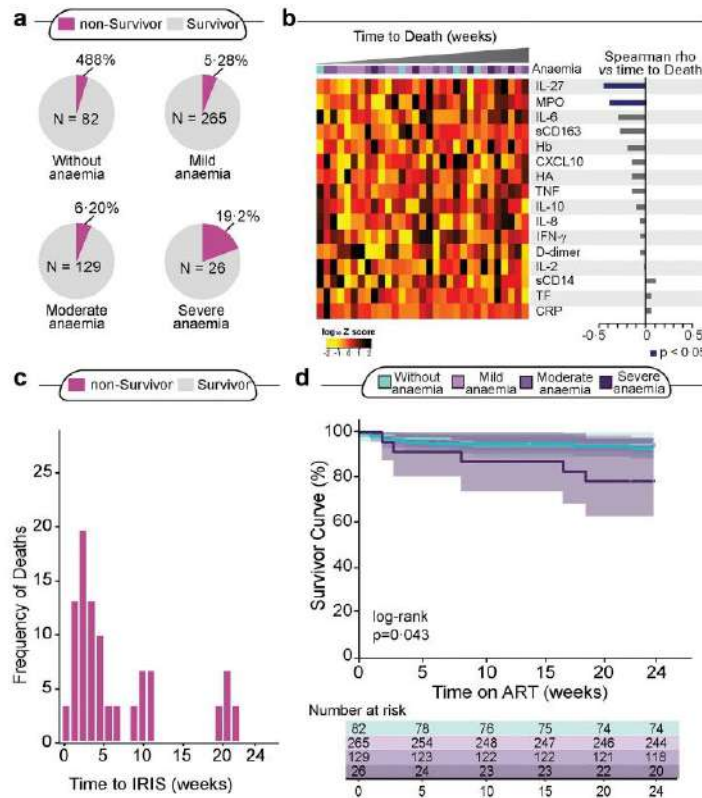 a
non-Survivor
Survivor
488%
N = 82
Without
anaemia
5·28%
N = 265
Mild
anaemia
6·20%
N = 129
Moderate
anaemia
19·2%
N = 26
Severe
anaemia
b
Time to Death (weeks)
Spearman rho
vs time to Death
Anaemia
IL-27
MPO
IL-6
sCD163
Hb
CXCL10
HA
TNF
IL-10
IL-8
IFN-γ
D-dimer
IL-2
sCD14
TF
CRP
log₁₀ Z score
-2 -1 0 1 2
-0 5 0 0 5
p < 0 05
c
non-Survivor
Survivor
Frequency of Deaths
25
20
15
10
5
0
0 5 10 15 20 24
Time to IRIS (weeks)
d
Without
anaemia
Mild
anaemia
Moderate
anaemia
Severe
anaemia
Survivor Curve (%)
100
80
60
40
20
0
log-rank
p=0·043
0 5 10 15 20 24
Time on ART (weeks)
Number at risk
82 78 76 75 74 74
265 254 248 247 246 244
129 123 122 122 121 118
26 24 23 23 22 20
0 5 10 15 20 24